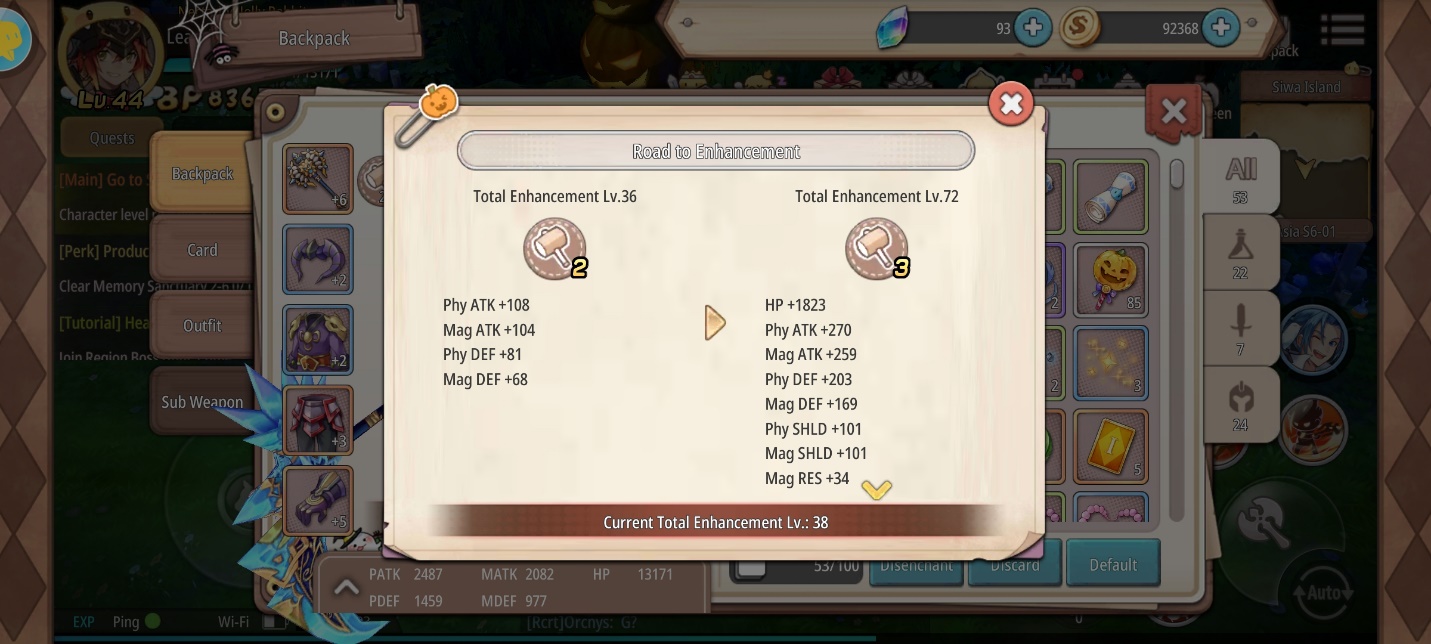 Backpack
93
92368
Lv.44
BP 836
Siwa Island
Quests
Backpack
[Main] Go to
Character level
Card
[Perk] Produc
Clear Memory Sanctuary
Outfit
[Tutorial] Hea
Join Region Bos
Sub Weapon
+6
+2
+2
+3
+5
Road to Enhancement
Total Enhancement Lv.36
Total Enhancement Lv.72
2
3
Phy ATK +108
Mag ATK +104
Phy DEF +81
Mag DEF +68
HP +1823
Phy ATK +270
Mag ATK +259
Phy DEF +203
Mag DEF +169
Phy SHLD +101
Mag SHLD +101
Mag RES +34
Current Total Enhancement Lv.: 38
All
53
22
7
24
85
2
3
2
5
1
S6-01
PATK 2487 MATK 2082 HP 13171
PDEF 1459 MDEF 977
53/100
Disenchant
Discard
Default
Auto
EXP Ping Wi-Fi
[Rcrt]Orcnys: G?